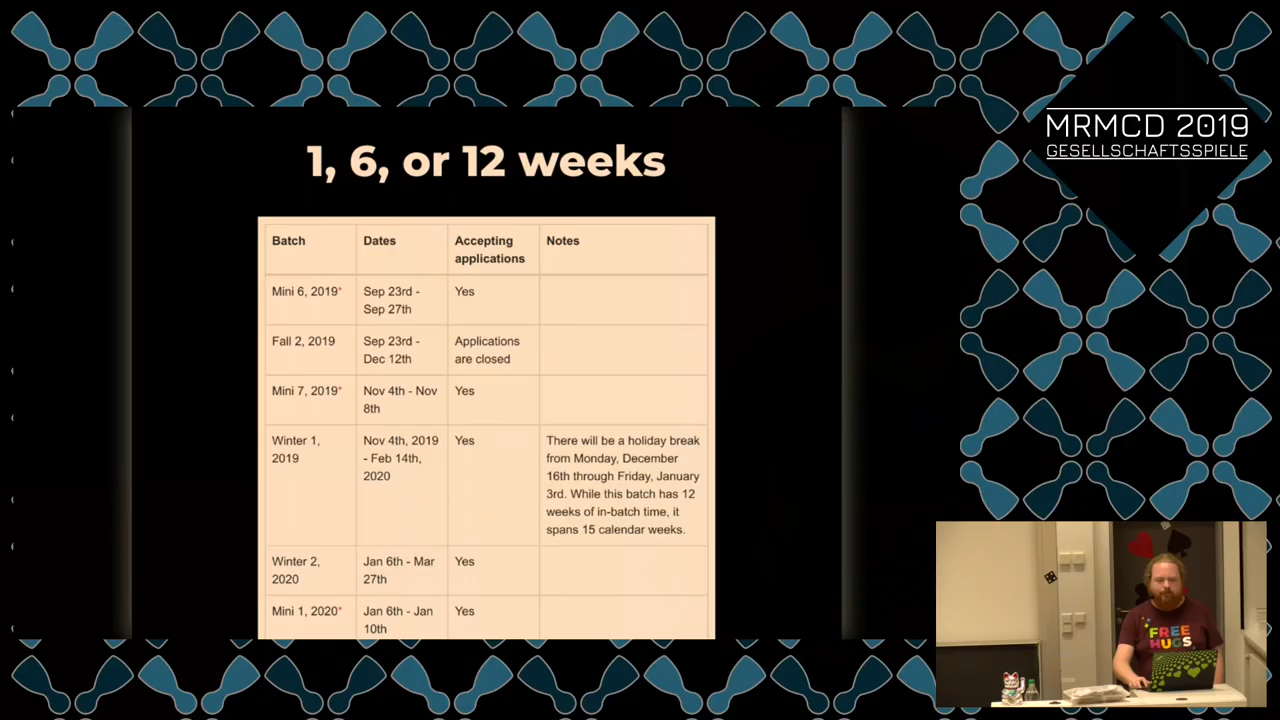 MRMCD 2019
GESELLSCHAFTSSPIELE
1, 6, or 12 weeks
Batch
Dates
Accepting
applications
Notes
Mini 6, 2019*
Sep 23rd -
Sep 27th
Yes
Fall 2, 2019
Sep 23rd -
Dec 12th
Applications
are closed
Mini 7, 2019*
Nov 4th - Nov
8th
Yes
Winter 1,
2019
Nov 4th, 2019
- Feb 14th,
2020
Yes
There will be a holiday break
from Monday, December
16th through Friday, January
3rd. While this batch has 12
weeks of in-batch time, it
spans 15 calendar weeks.
Winter 2,
2020
Jan 6th - Mar
27th
Yes
Mini 1, 2020*
Jan 6th - Jan
10th
Yes
FREE
HUGS